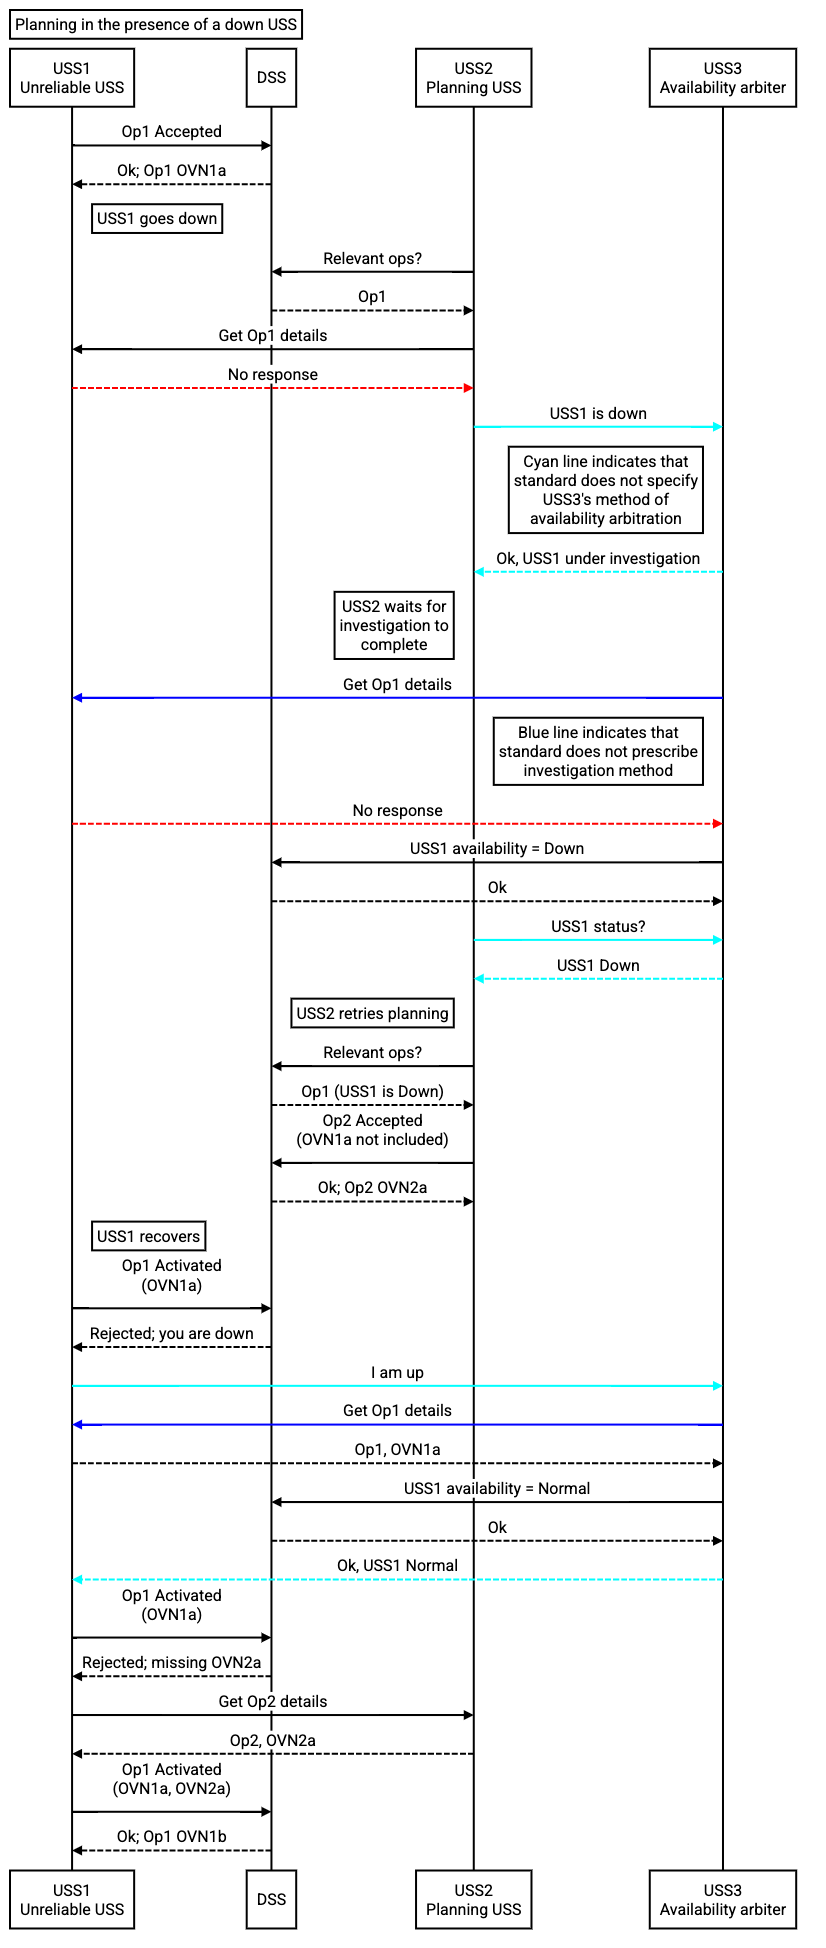 Planning in the presence of a down USS
USS1
Unreliable USS
DSS
USS2
Planning USS
USS3
Availability arbiter
Op1 Accepted
Ok; Op1 OVN1a
USS1 goes down
Relevant ops?
Op1
Get Op1 details
No response
USS1 is down
Cyan line indicates that
standard does not specify
USS3's method of
availability arbitration
Ok, USS1 under investigation
USS2 waits for
investigation to
complete
Get Op1 details
Blue line indicates that
standard does not prescribe
investigation method
No response
USS1 availability = Down
Ok
USS1 status?
USS1 Down
USS2 retries planning
Relevant ops?
Op1 (USS1 is Down)
Op2 Accepted
(OVN1a not included)
Ok; Op2 OVN2a
USS1 recovers
Op1 Activated
(OVN1a)
Rejected; you are down
I am up
Get Op1 details
Op1, OVN1a
USS1 availability = Normal
Ok
Ok, USS1 Normal
Op1 Activated
(OVN1a)
Rejected; missing OVN2a
Get Op2 details
Op2, OVN2a
Op1 Activated
(OVN1a, OVN2a)
Ok; Op1 OVN1b
USS1
Unreliable USS
DSS
USS2
Planning USS
USS3
Availability arbiter